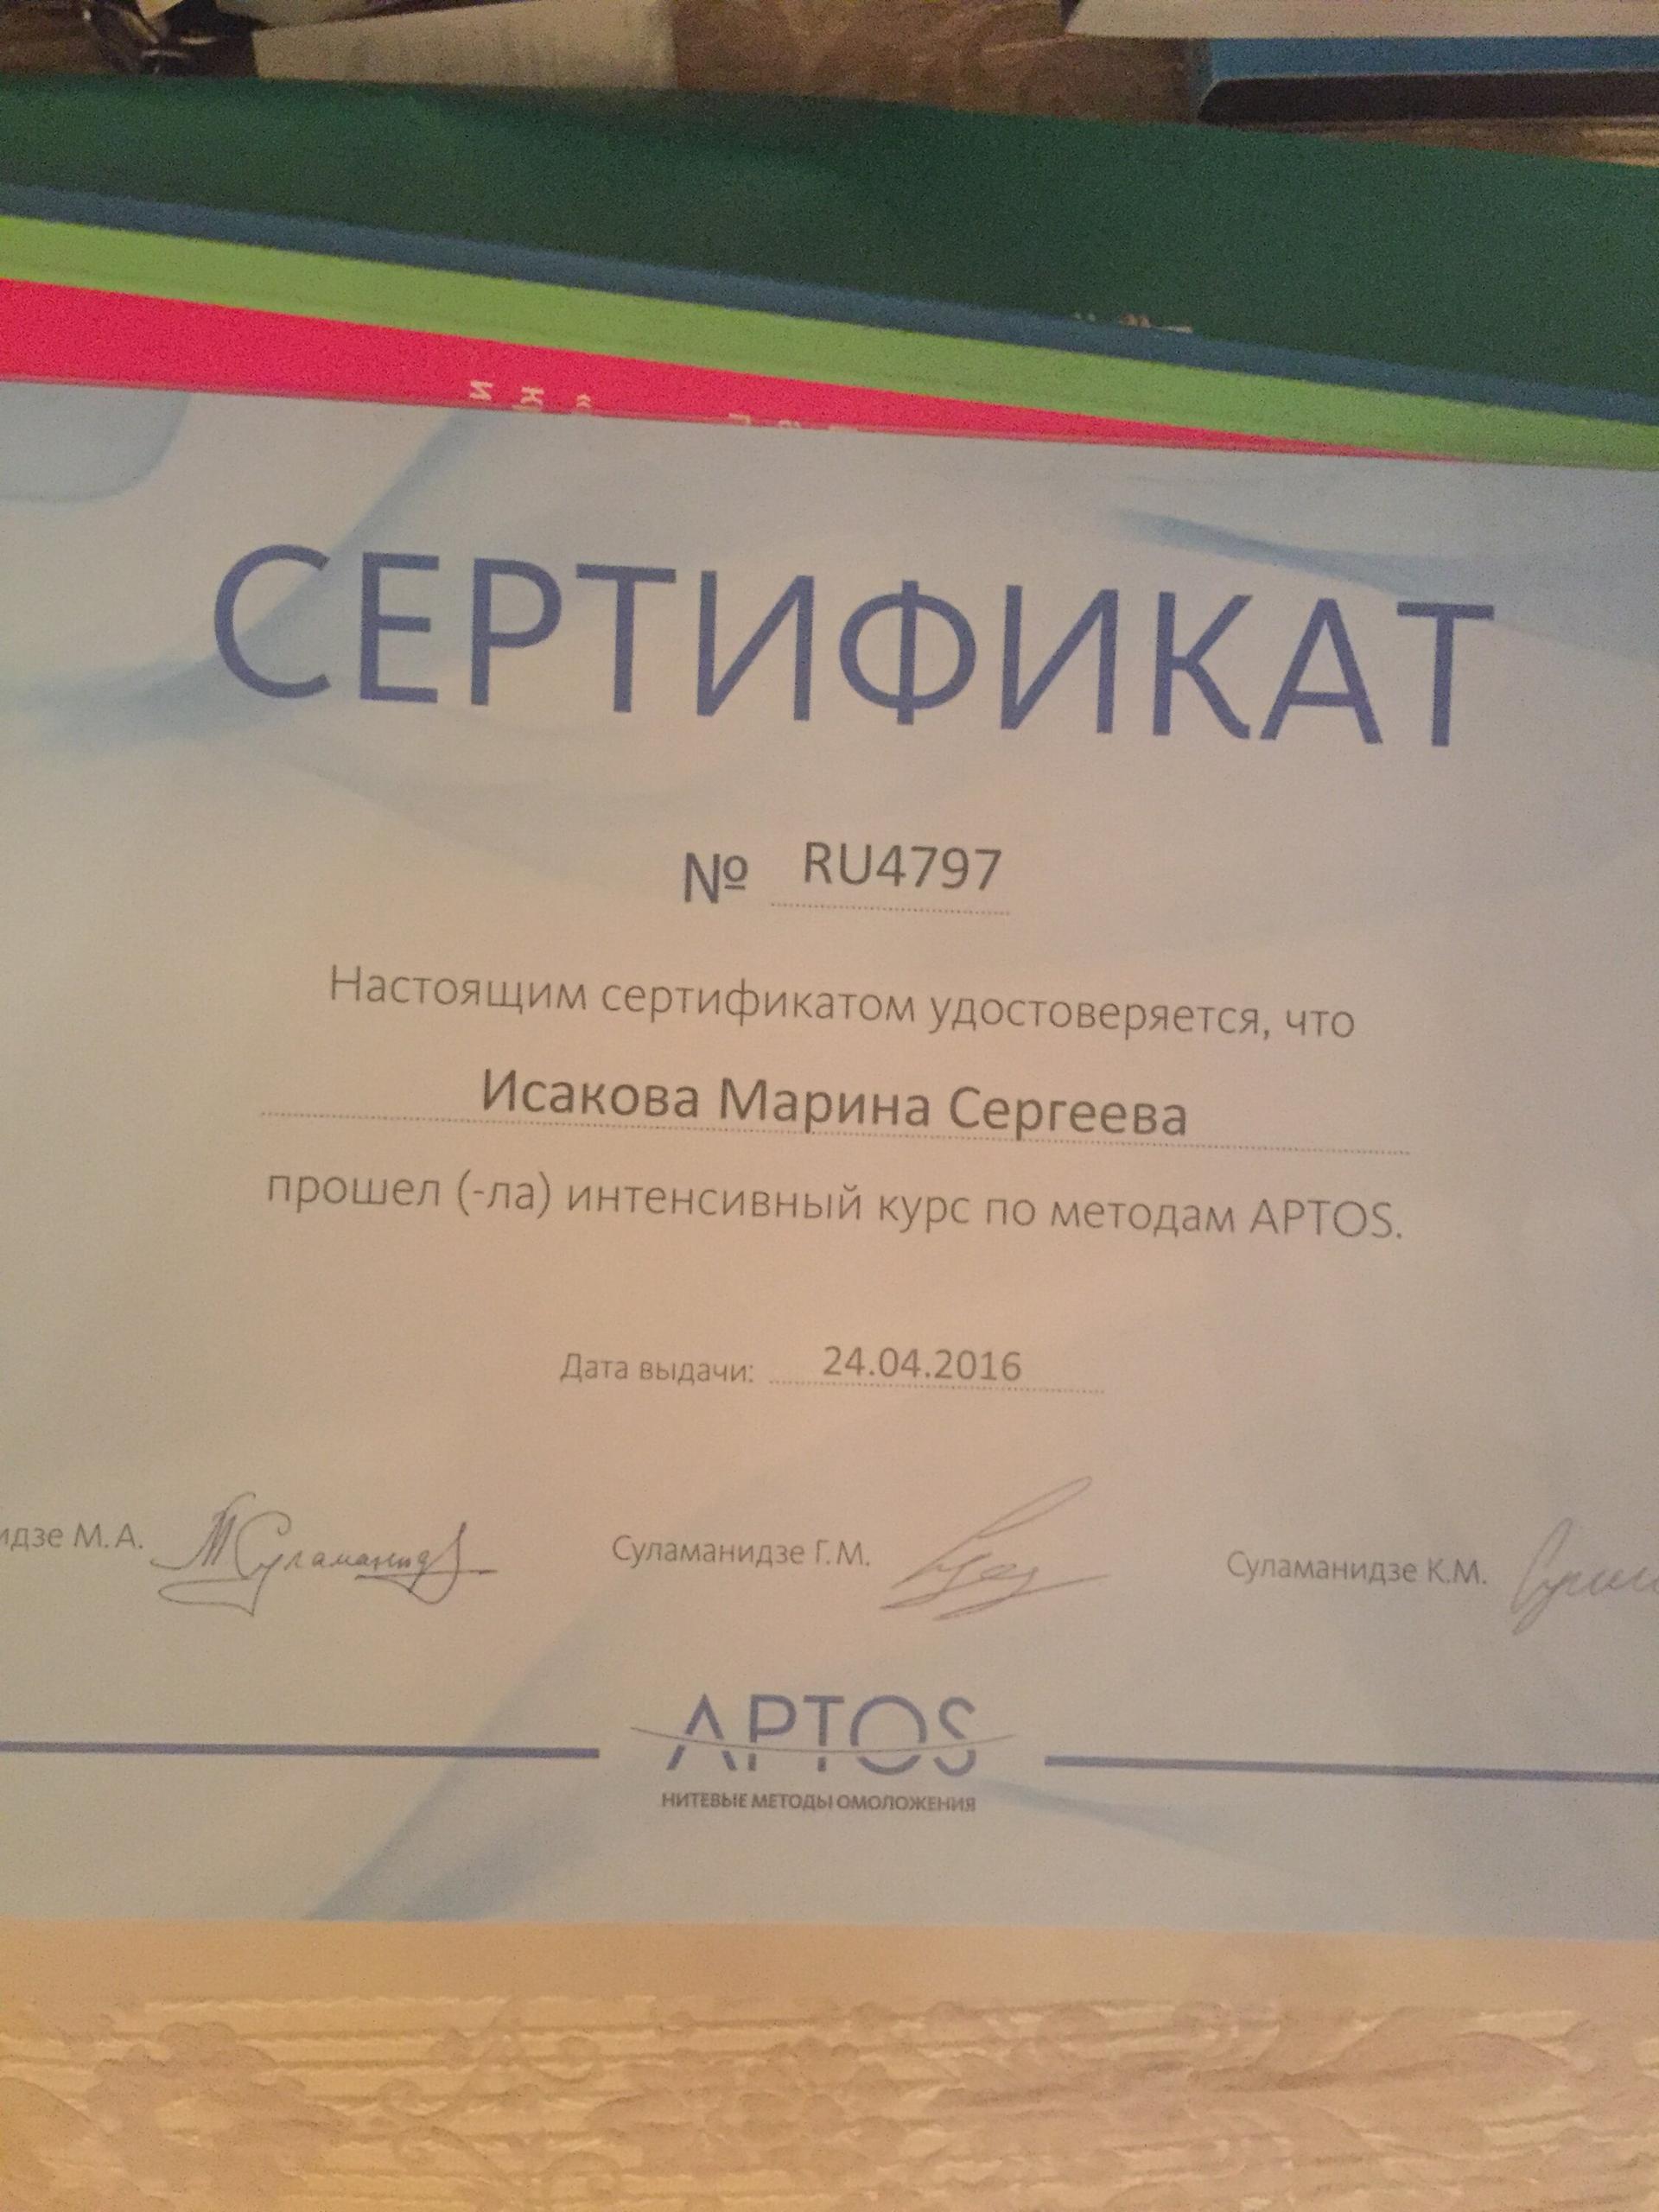 СЕРТИФИКАТ
№ RU4797
Настоящим сертификатом удостоверяется, что
Исакова Марина Сергеева
прошел (-ла) интенсивный курс по методам APTOS.
Дата выдачи: 24.04.2016
идзе М.А. Суламанидзе Г.М. Суламанидзе К.М.
APTOS
НИТЕВЫЕ МЕТОДЫ ОМОЛОЖЕНИЯ